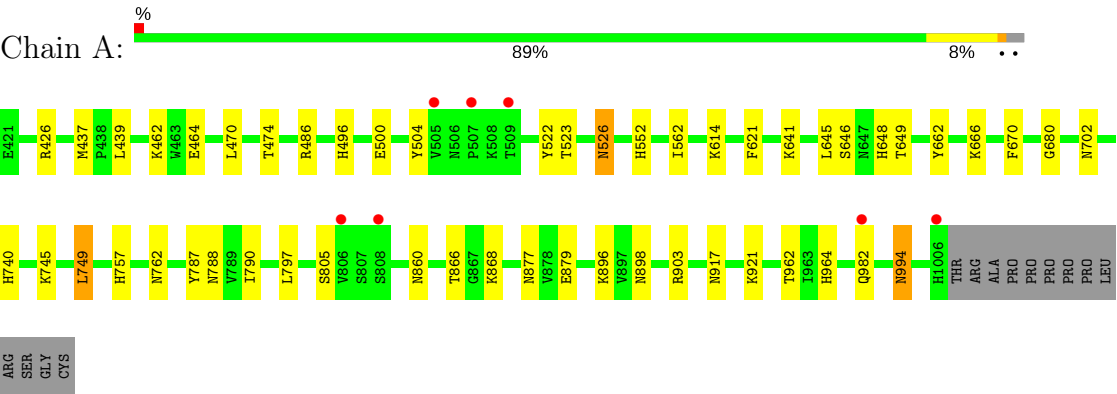 %
Chain A:
89% 8% • •
E421 R426 M437 P438 L439 K462 W463 E464 L470 T474 R486 H496 E500 Y504 V505 N506 P507 K508 T509 Y522 T523 N526 H552 I562 K614 F621 K641 L645 S646 N647 H648 T649 Y662 K666 F670 G680 N702
H740 K745 L749 H757 N762 Y787 N788 V789 I790 L797 S805 V806 S807 S808 N860 T866 G867 K868 N877 V878 E879 K896 V897 N898 R903 N917 K921 T962 I963 H964 Q982 N994 H1006 THR ARG ALA PRO PRO PRO PRO PRO LEU
ARG SER GLY CYS